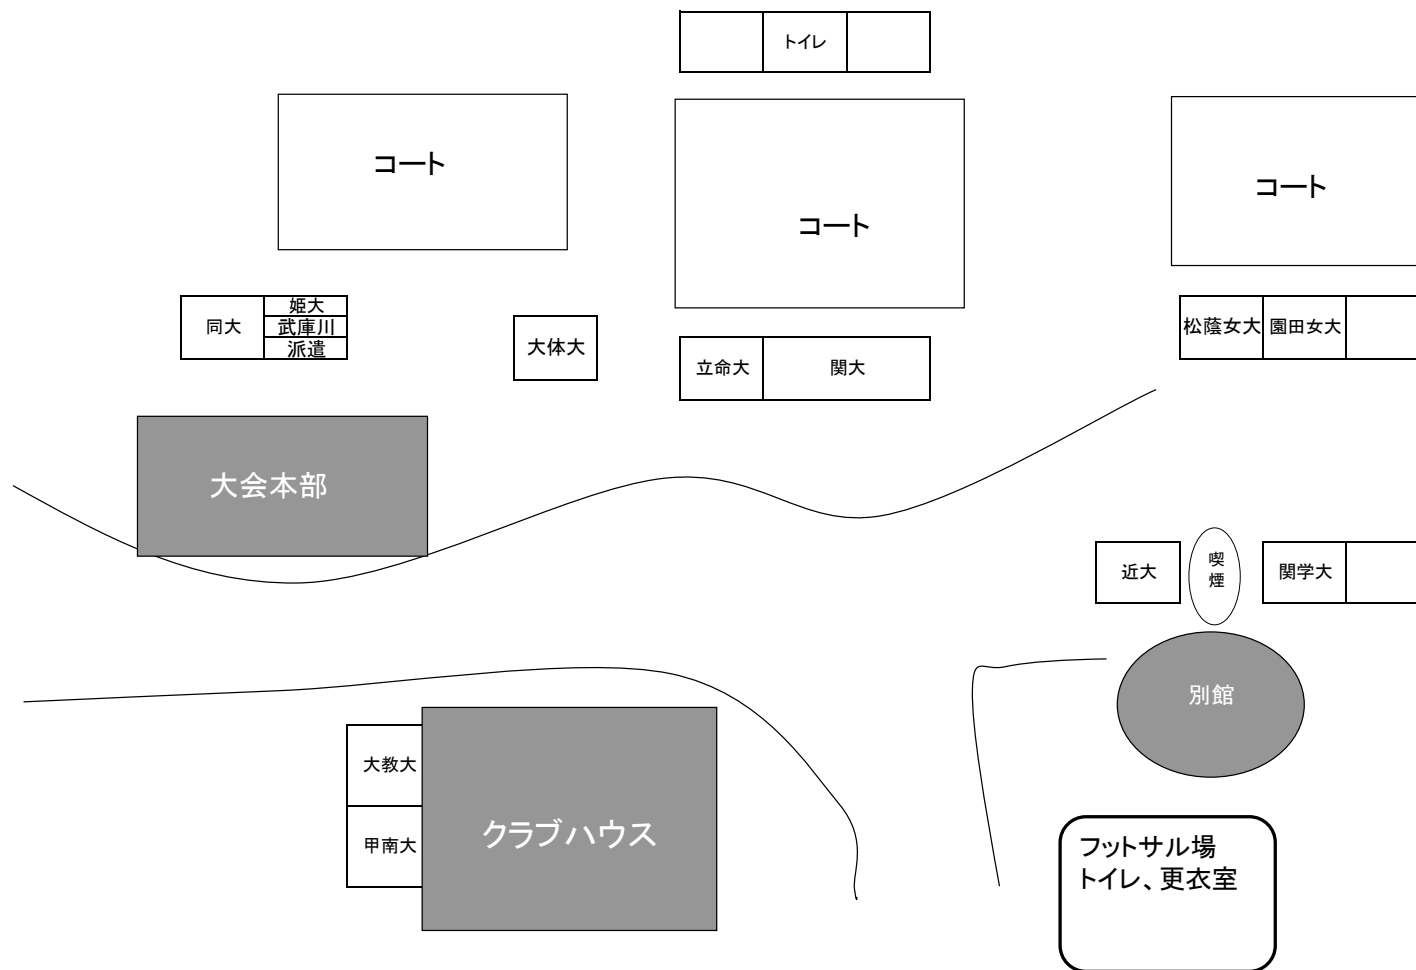 トイレ
コート
コート
コート
同大
姫大
武庫川
派遣
大体大
立命大
関大
松蔭女大
園田女大
大会本部
近大
喫
煙
関学大
別館
大教大
甲南大
クラブハウス
フットサル場
トイレ、更衣室